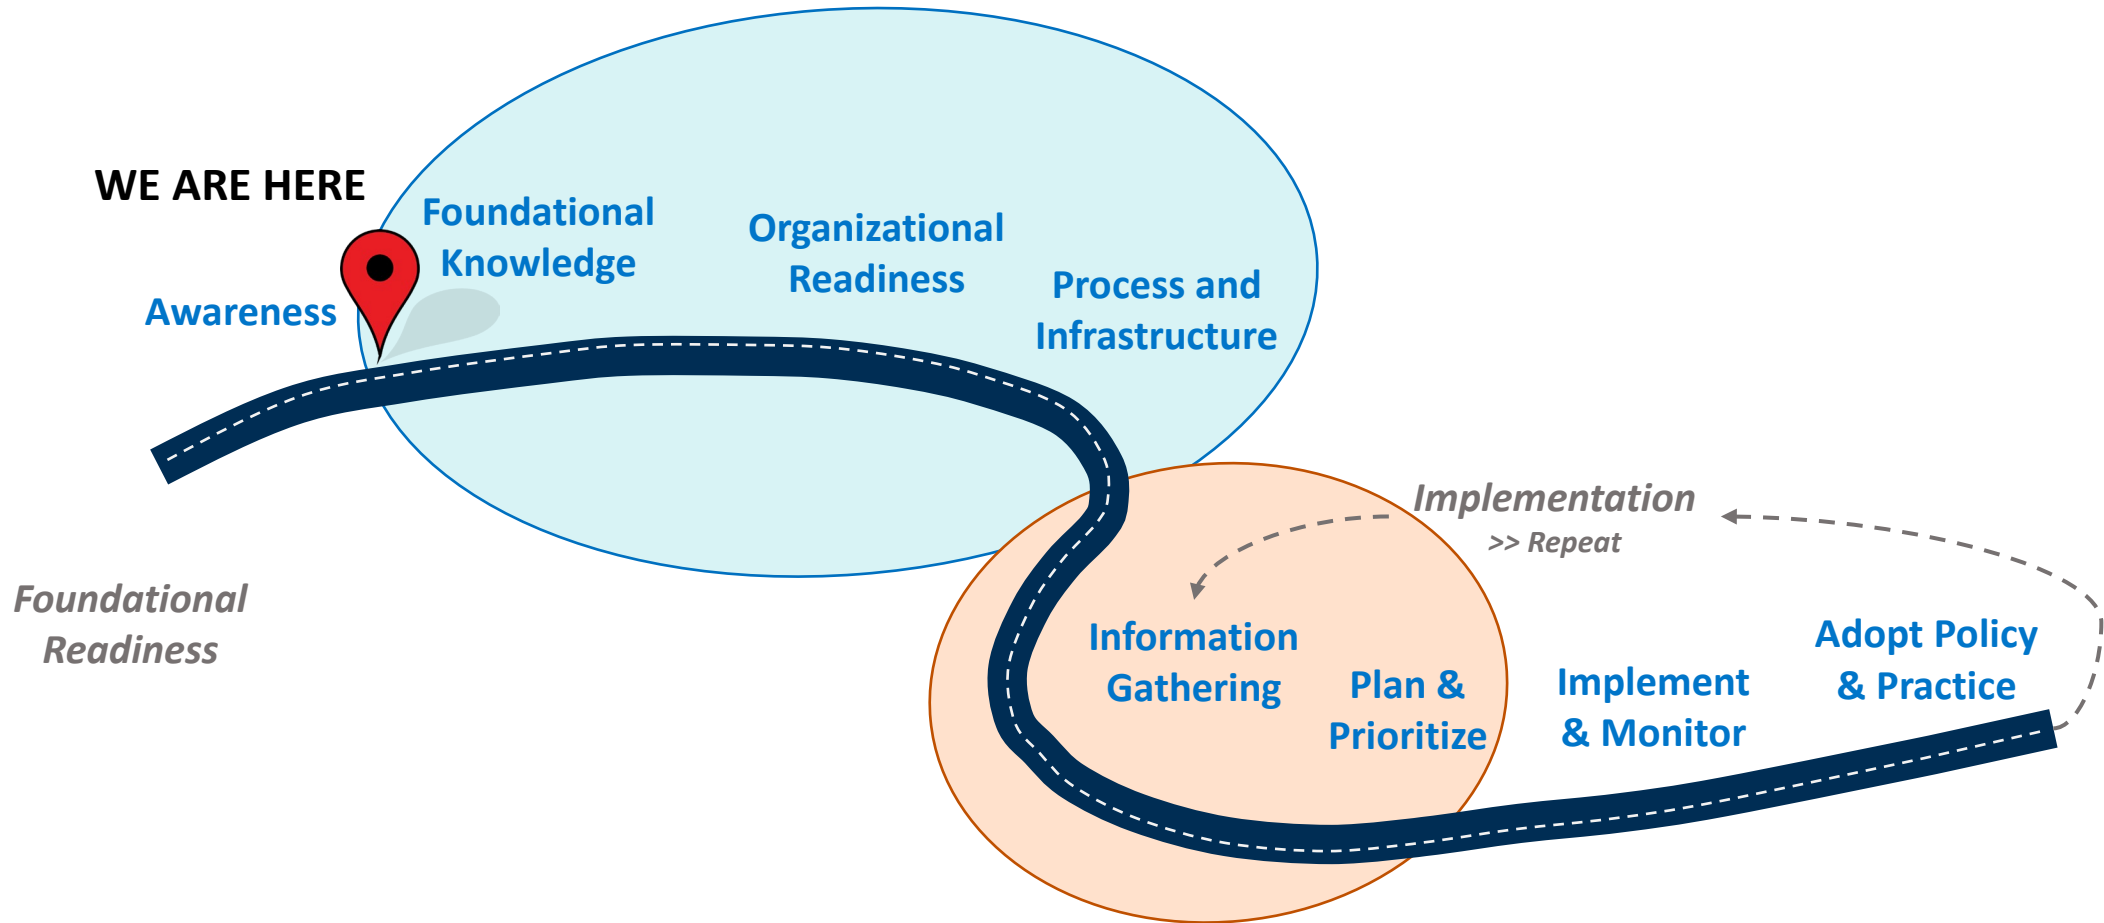 WE ARE HERE
Awareness
Foundational
Knowledge
Organizational
Readiness
Process and
Infrastructure
Foundational
Readiness
Implementation
>> Repeat
Information
Gathering
Plan &
Prioritize
Implement
& Monitor
Adopt Policy
& Practice